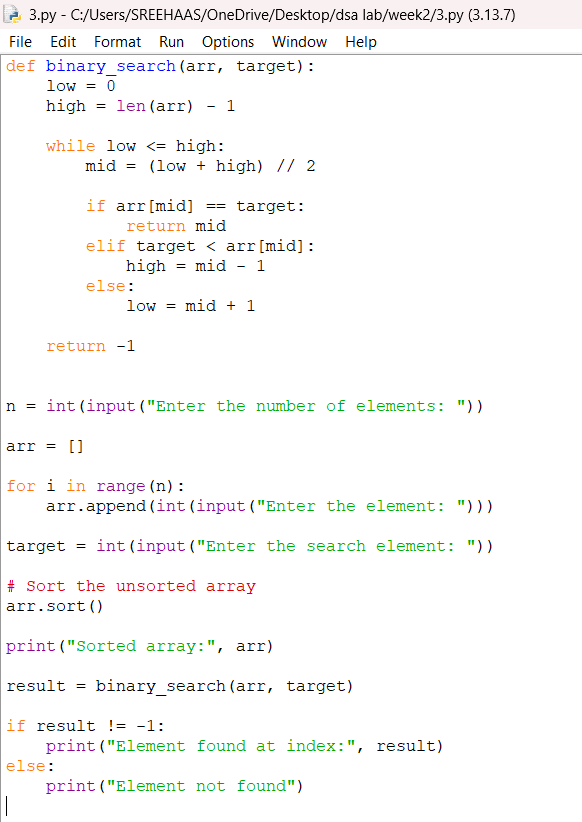 3.py - C:/Users/SREEHAAS/OneDrive/Desktop/dsa lab/week2/3.py (3.13.7)
File Edit Format Run Options Window Help
def binary_search(arr, target):
    low = 0
    high = len(arr) - 1

    while low <= high:
        mid = (low + high) // 2

        if arr[mid] == target:
            return mid
        elif target < arr[mid]:
            high = mid - 1
        else:
            low = mid + 1

    return -1


n = int(input("Enter the number of elements: "))

arr = []

for i in range(n):
    arr.append(int(input("Enter the element: ")))

target = int(input("Enter the search element: "))

# Sort the unsorted array
arr.sort()

print("Sorted array:", arr)

result = binary_search(arr, target)

if result != -1:
    print("Element found at index:", result)
else:
    print("Element not found")